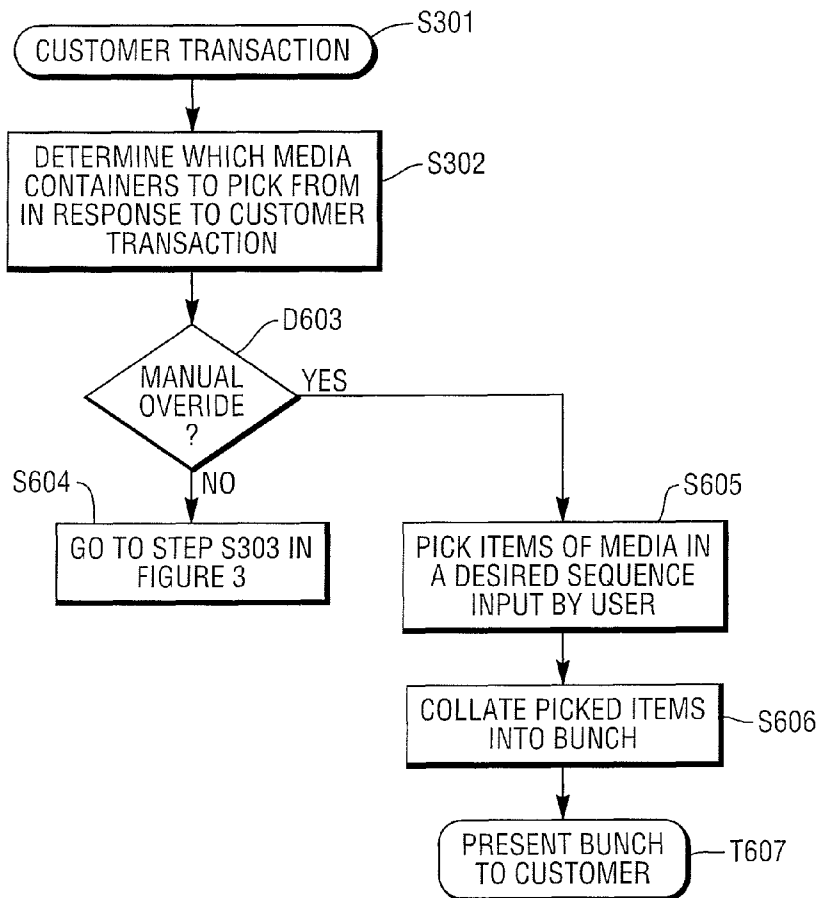 CUSTOMER TRANSACTION
S301
DETERMINE WHICH MEDIA
CONTAINERS TO PICK FROM
IN RESPONSE TO CUSTOMER
TRANSACTION
S302
D603
MANUAL
OVERIDE
?
YES
NO
S604
GO TO STEP S303 IN
FIGURE 3
S605
PICK ITEMS OF MEDIA IN
A DESIRED SEQUENCE
INPUT BY USER
COLLATE PICKED ITEMS
INTO BUNCH
S606
PRESENT BUNCH
TO CUSTOMER
T607